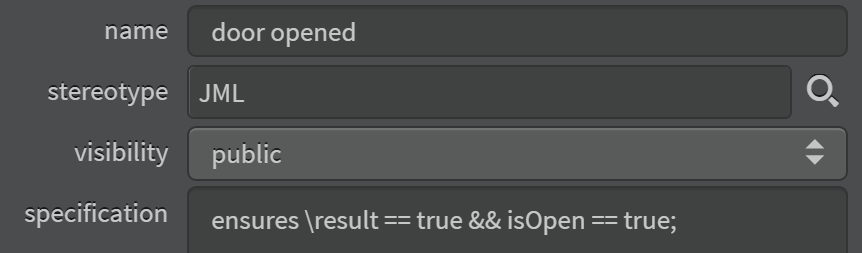 name door opened
stereotype JML
visibility public
specification ensures \result == true && isOpen == true;